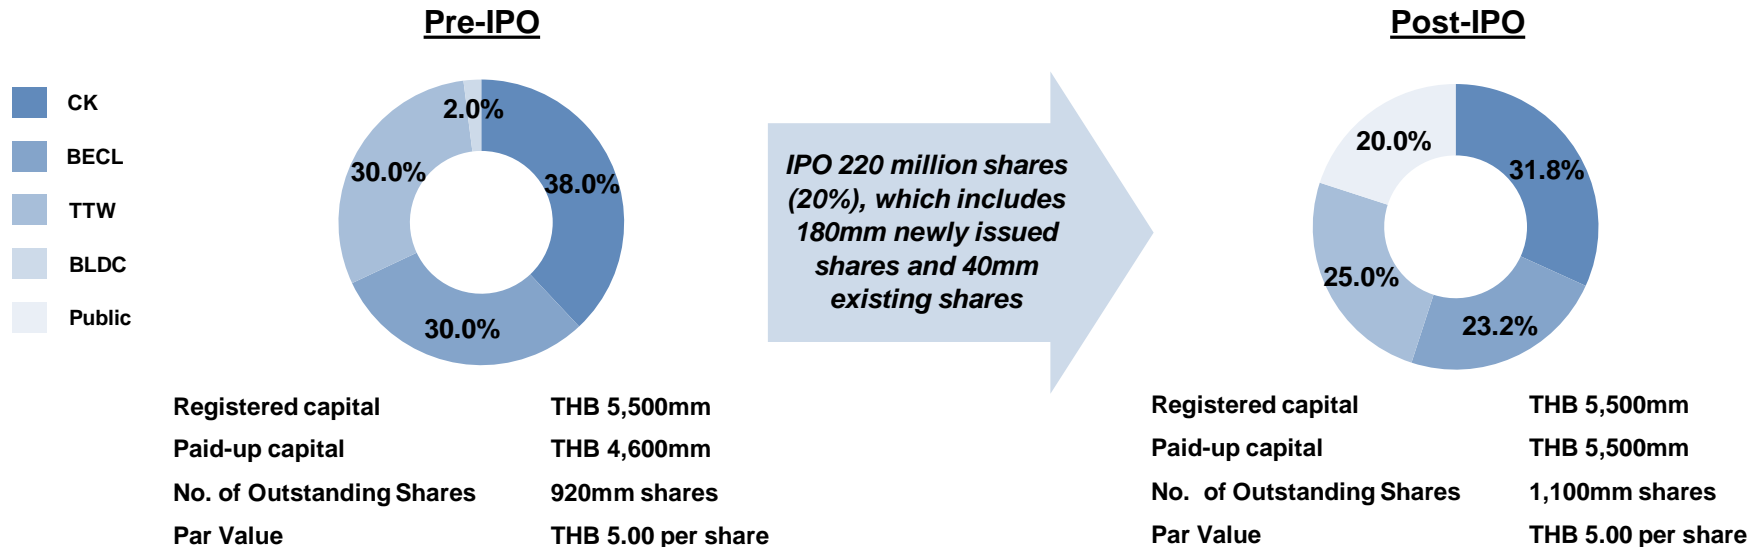 Pre-IPO
CK
BECL
TTW
BLDC
Public
2.0%
30.0%
38.0%
30.0%
Registered capital THB 5,500mm
Paid-up capital THB 4,600mm
No. of Outstanding Shares 920mm shares
Par Value THB 5.00 per share
IPO 220 million shares
(20%), which includes
180mm newly issued
shares and 40mm
existing shares
Post-IPO
20.0%
31.8%
25.0%
23.2%
Registered capital THB 5,500mm
Paid-up capital THB 5,500mm
No. of Outstanding Shares 1,100mm shares
Par Value THB 5.00 per share